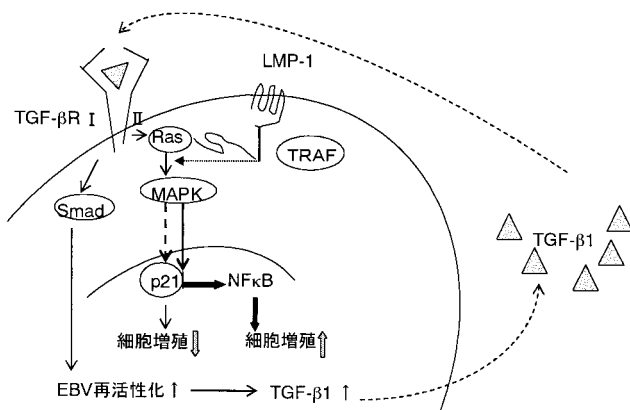 LMP-1
TGF-βR I II
Ras
TRAF
MAPK
Smad
TGF-β1
p21 NFκB
細胞増殖⇩ 細胞増殖⇧
EBV再活性化↑ → TGF-β1 ↑